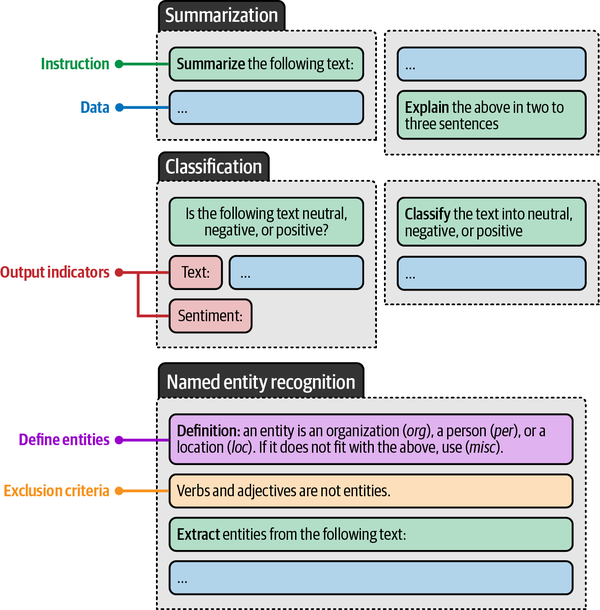 Summarization
Instruction
Summarize the following text:
Data
...
...
Explain the above in two to
three sentences
Classification
Is the following text neutral,
negative, or positive?
Output indicators
Text:
...
Sentiment:
Classify the text into neutral,
negative, or positive
...
Named entity recognition
Define entities
Definition: an entity is an organization (org), a person (per), or a
location (loc). If it does not fit with the above, use (misc).
Exclusion criteria
Verbs and adjectives are not entities.
Extract entities from the following text:
...